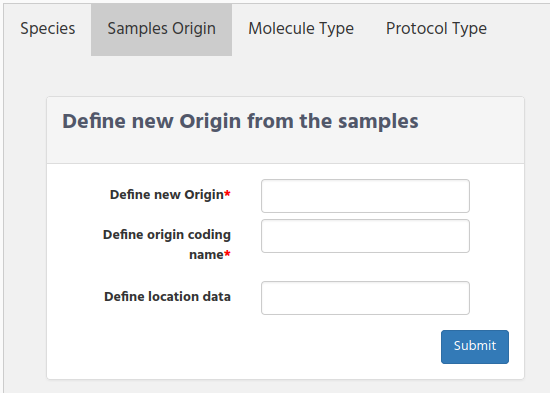 Species Samples Origin Molecule Type Protocol Type
Define new Origin from the samples
Define new Origin*
Define origin coding
name*
Define location data
Submit